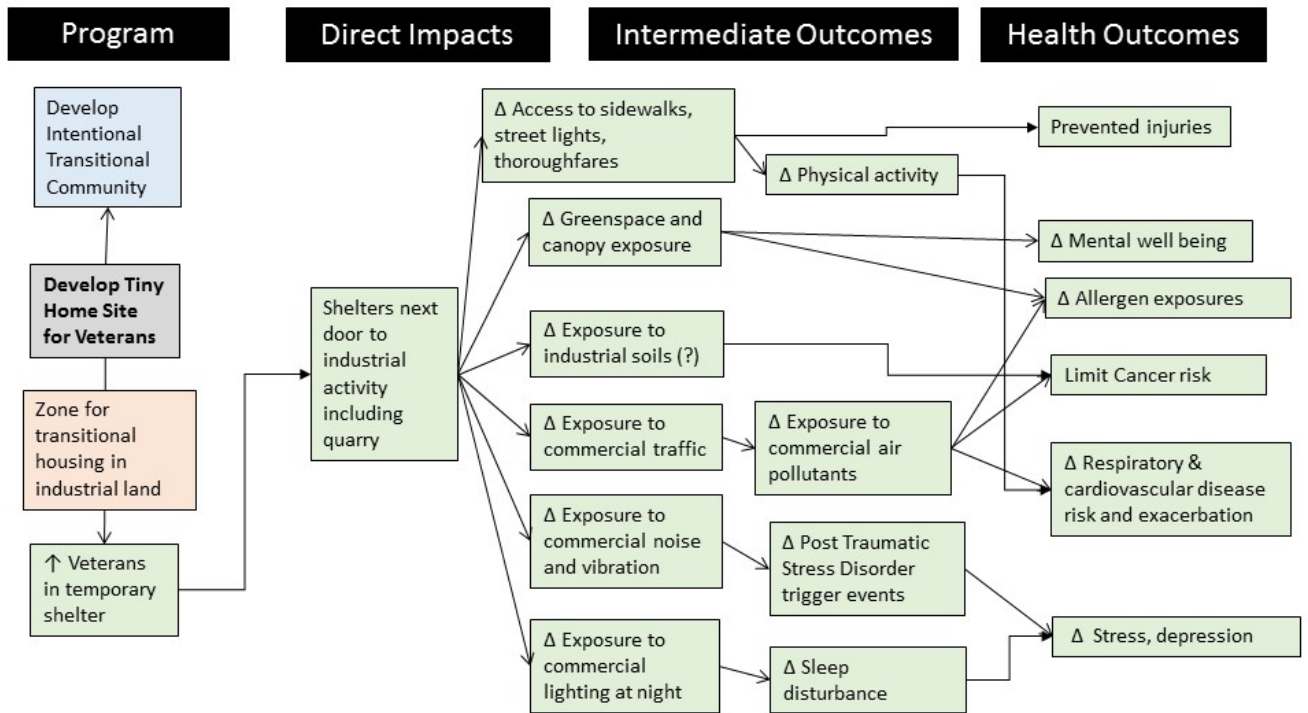 Program
Direct Impacts
Intermediate Outcomes
Health Outcomes
Develop
Intentional
Transitional
Community
Develop Tiny
Home Site
for Veterans
Zone for
transitional
housing in
industrial land
↑ Veterans
in temporary
shelter
Shelters next
door to
industrial
activity
including
quarry
Δ Access to sidewalks,
street lights,
thoroughfares
Δ Physical activity
Δ Greenspace and
canopy exposure
Δ Exposure to
industrial soils (?)
Δ Exposure to
commercial traffic
Δ Exposure to
commercial air
pollutants
Δ Exposure to
commercial noise
and vibration
Δ Post Traumatic
Stress Disorder
trigger events
Δ Exposure to
commercial
lighting at night
Δ Sleep
disturbance
Prevented injuries
Δ Mental well being
Δ Allergen exposures
Limit Cancer risk
Δ Respiratory &
cardiovascular disease
risk and exacerbation
Δ Stress, depression